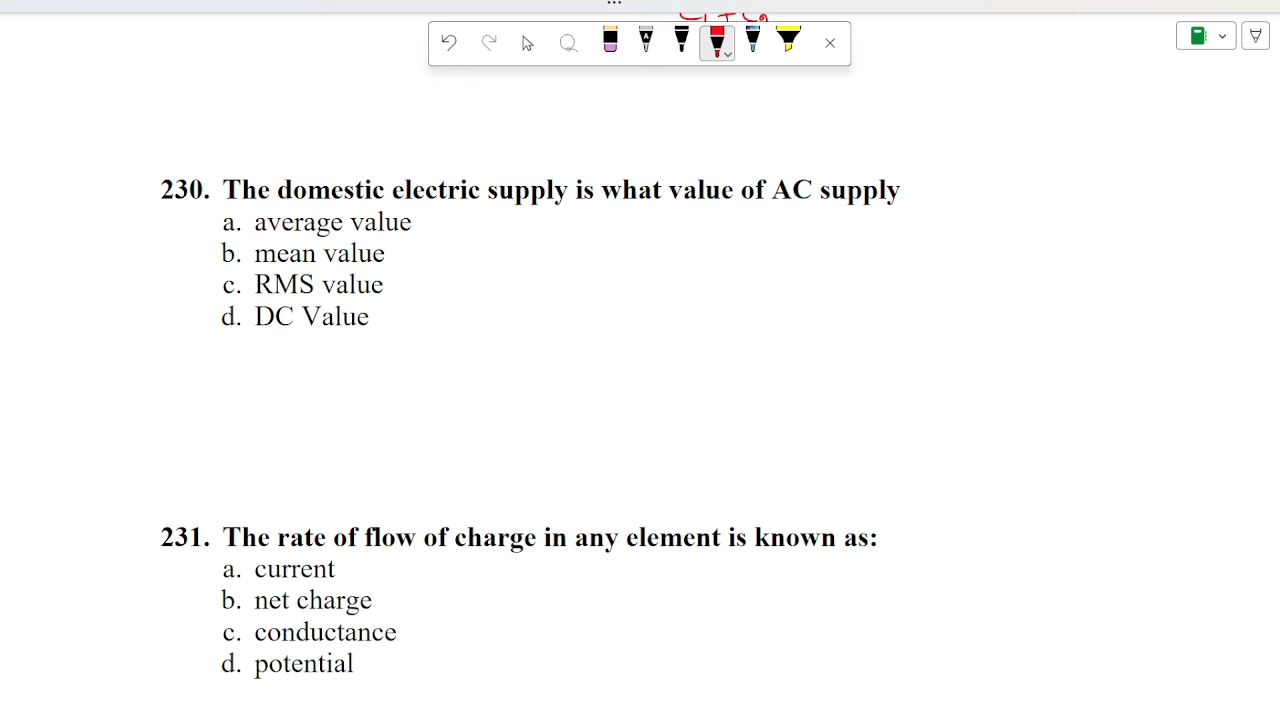 230. The domestic electric supply is what value of AC supply
a. average value
b. mean value
c. RMS value
d. DC Value
231. The rate of flow of charge in any element is known as:
a. current
b. net charge
c. conductance
d. potential